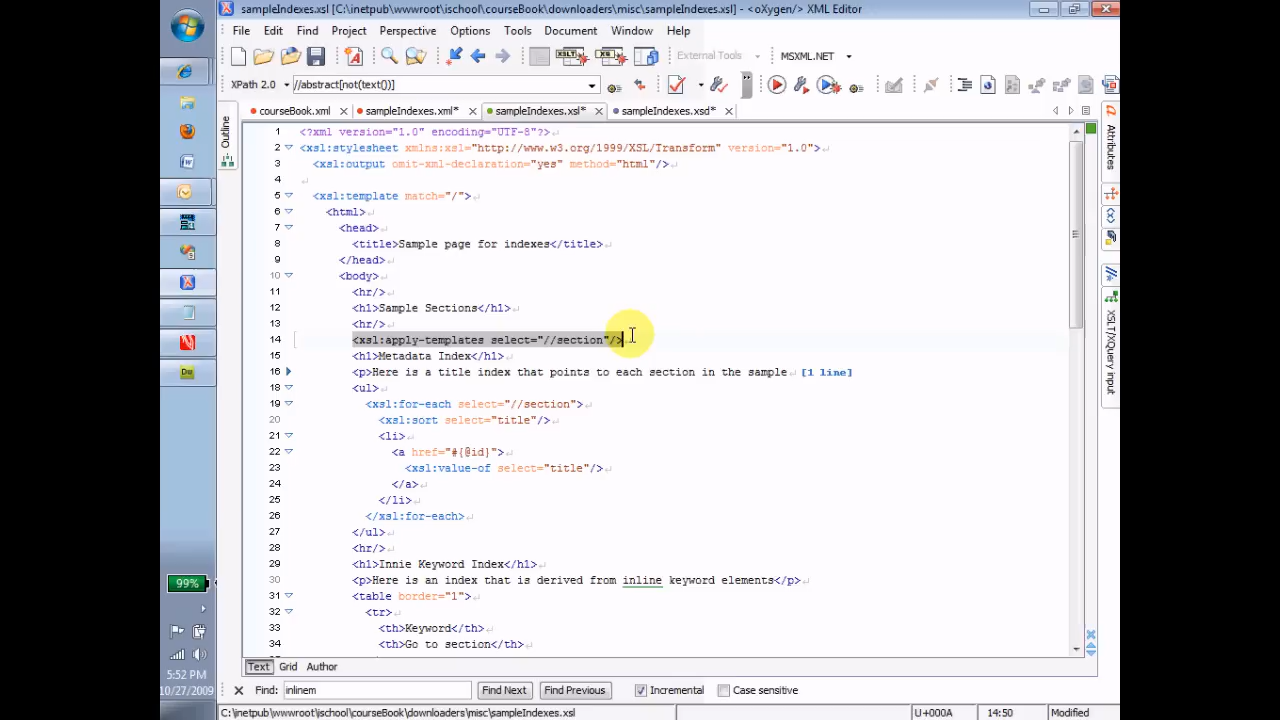 sampleIndexes.xsl [C:\inetpub\wwwroot\ischool\courseBook\downloaders\misc\sampleIndexes.xsl] - <oXygen/> XML Editor
File Edit Find Project Perspective Options Tools Document Window Help
External Tools MSXML.NET
XPath 2.0 //abstract[not(text())]
courseBook.xml sampleIndexes.xml* sampleIndexes.xsl* sampleIndexes.xsd*
Outline
Attributes
XSLT/XQuery input
1 <?xml version="1.0" encoding="UTF-8"?>
2 <xsl:stylesheet xmlns:xsl="http://www.w3.org/1999/XSL/Transform" version="1.0">
3 <xsl:output omit-xml-declaration="yes" method="html"/>
4
5 <xsl:template match="/">
6 <html>
7 <head>
8 <title>Sample page for indexes</title>
9 </head>
10 <body>
11 <hr/>
12 <h1>Sample Sections</h1>
13 <hr/>
14 <xsl:apply-templates select="//section"/>
15 <h1>Metadata Index</h1>
16 <p>Here is a title index that points to each section in the sample [1 line]
18 <ul>
19 <xsl:for-each select="//section">
20 <xsl:sort select="title"/>
21 <li>
22 <a href="#{@id}">
23 <xsl:value-of select="title"/>
24 </a>
25 </li>
26 </xsl:for-each>
27 </ul>
28 <hr/>
29 <h1>Innie Keyword Index</h1>
30 <p>Here is an index that is derived from inline keyword elements</p>
31 <table border="1">
32 <tr>
33 <th>Keyword</th>
34 <th>Go to section</th>
Text Grid Author
Find: inlinem Find Next Find Previous Incremental Case sensitive
C:\inetpub\wwwroot\ischool\courseBook\downloaders\misc\sampleIndexes.xsl U+000A 14:50 Modified
99%
5:52 PM
10/27/2009